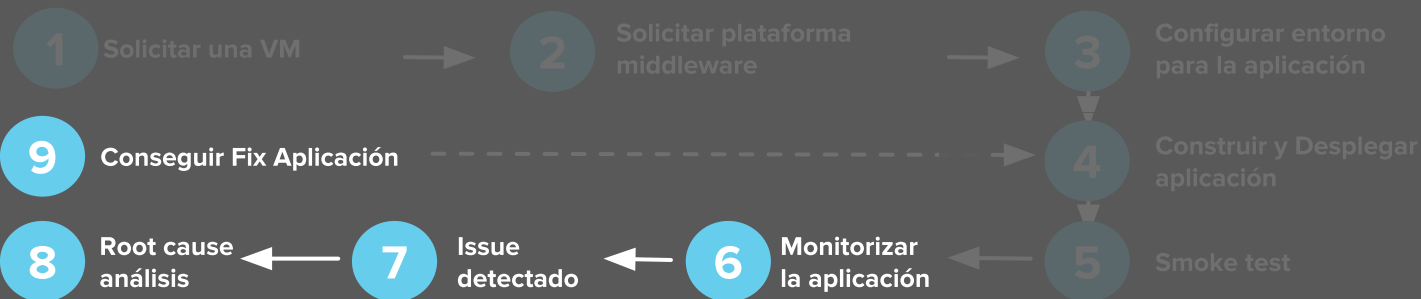 1 Solicitar una VM
2 Solicitar plataforma
middleware
3 Configurar entorno
para la aplicación
9 Conseguir Fix Aplicación
4 Construir y Desplegar
aplicación
8 Root cause
análisis
7 Issue
detectado
6 Monitorizar
la aplicación
5 Smoke test